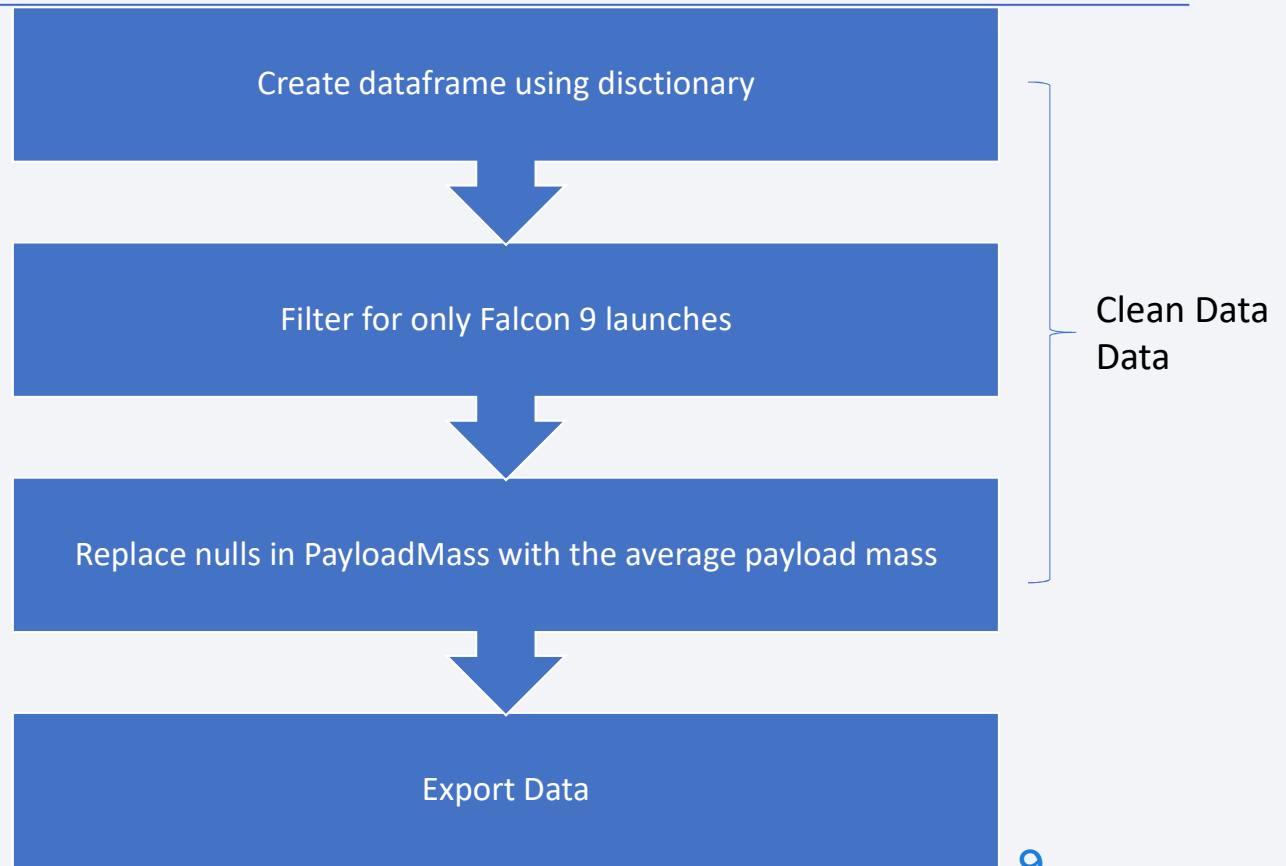 Create dataframe using disctionary
Filter for only Falcon 9 launches
Clean Data
Data
Replace nulls in PayloadMass with the average payload mass
Export Data
9